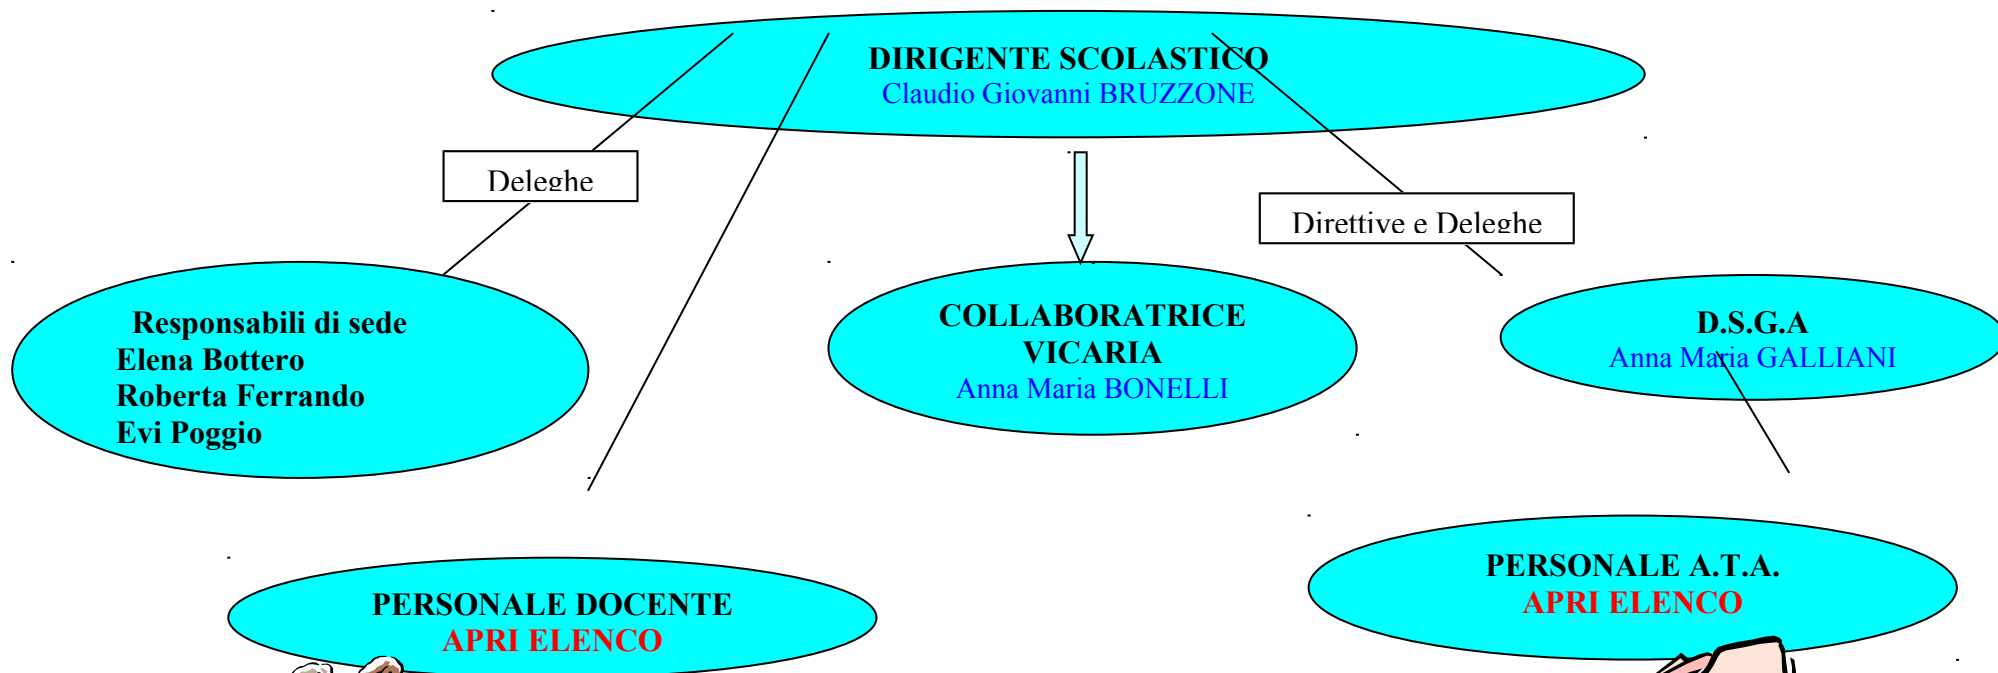 DIRIGENTE SCOLASTICO
Claudio Giovanni BRUZZONE
Deleghe
Direttive e Deleghe
Responsabili di sede
Elena Bottero
Roberta Ferrando
Evi Poggio
COLLABORATRICE
VICARIA
Anna Maria BONELLI
D.S.G.A
Anna Maria GALLIANI
PERSONALE DOCENTE
APRI ELENCO
PERSONALE A.T.A.
APRI ELENCO